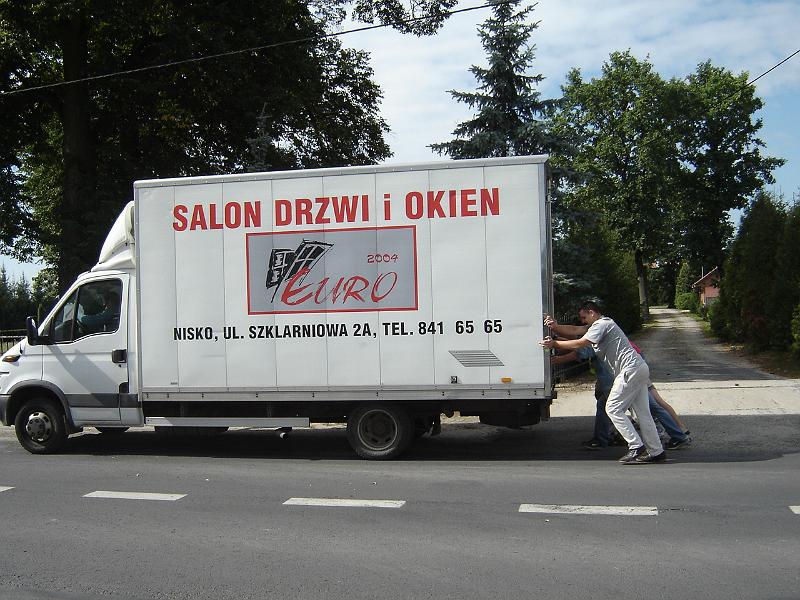 SALON DRZWI i OKIEN
2004
EURO
NISKO, UL. SZKLARNIOWA 2A, TEL. 841 65 65